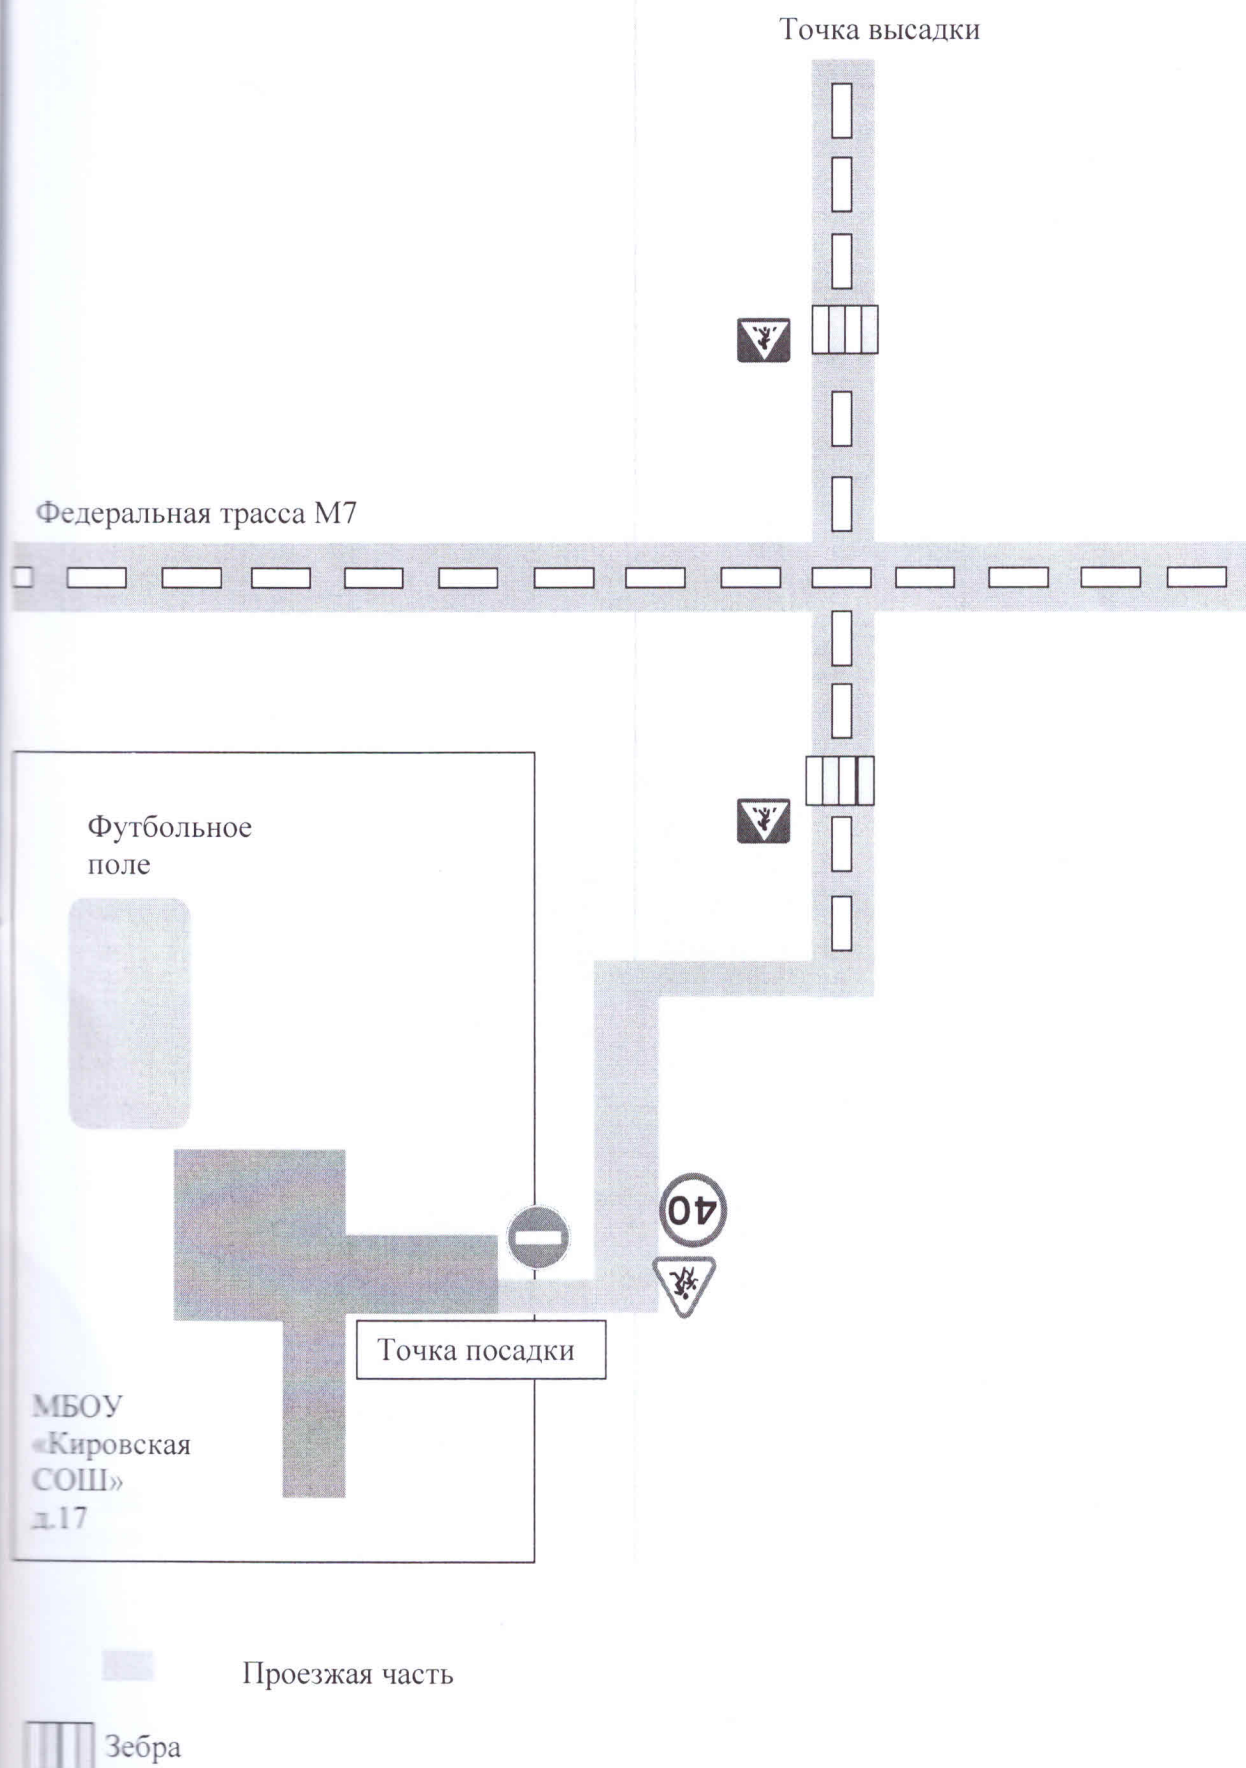 Точка высадки
Федеральная трасса М7
Футбольное
поле
40
Точка посадки
МБОУ
«Кировская
СОШ»
д.17
Проезжая часть
Зебра